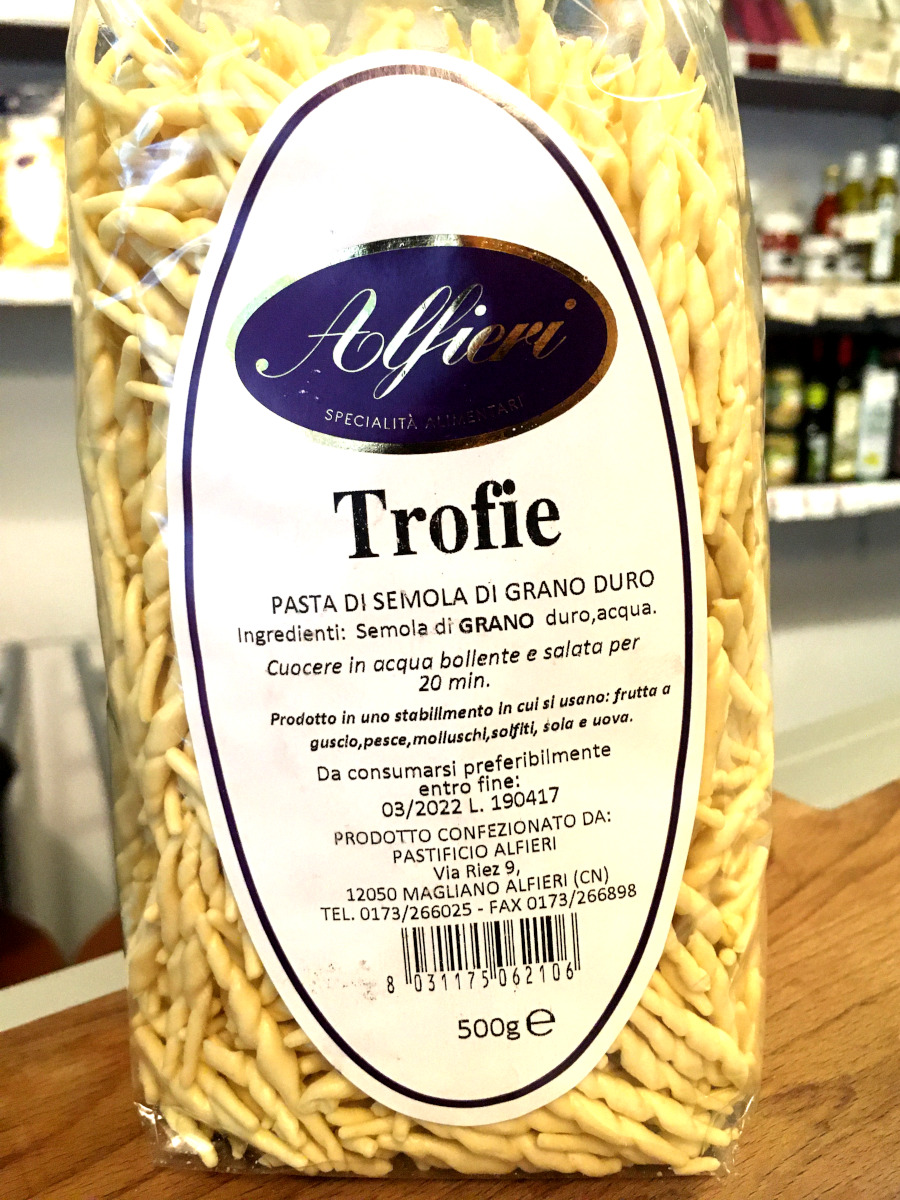 Alfieri
SPECIALITÀ ALIMENTARI
Trofie
PASTA DI SEMOLA DI GRANO DURO
Ingredienti: Semola di GRANO duro,acqua.
Cuocere in acqua bollente e salata per
20 min.
Prodotto in uno stabilimento in cui si usano: frutta a
guscio,pesce,molluschi,solfiti, soia e uova.
Da consumarsi preferibilmente
entro fine:
03/2022 L. 190417
PRODOTTO CONFEZIONATO DA:
PASTIFICIO ALFIERI
Via Riez 9,
12050 MAGLIANO ALFIERI (CN)
TEL. 0173/266025 - FAX 0173/266898
8 031175 062106
500g e